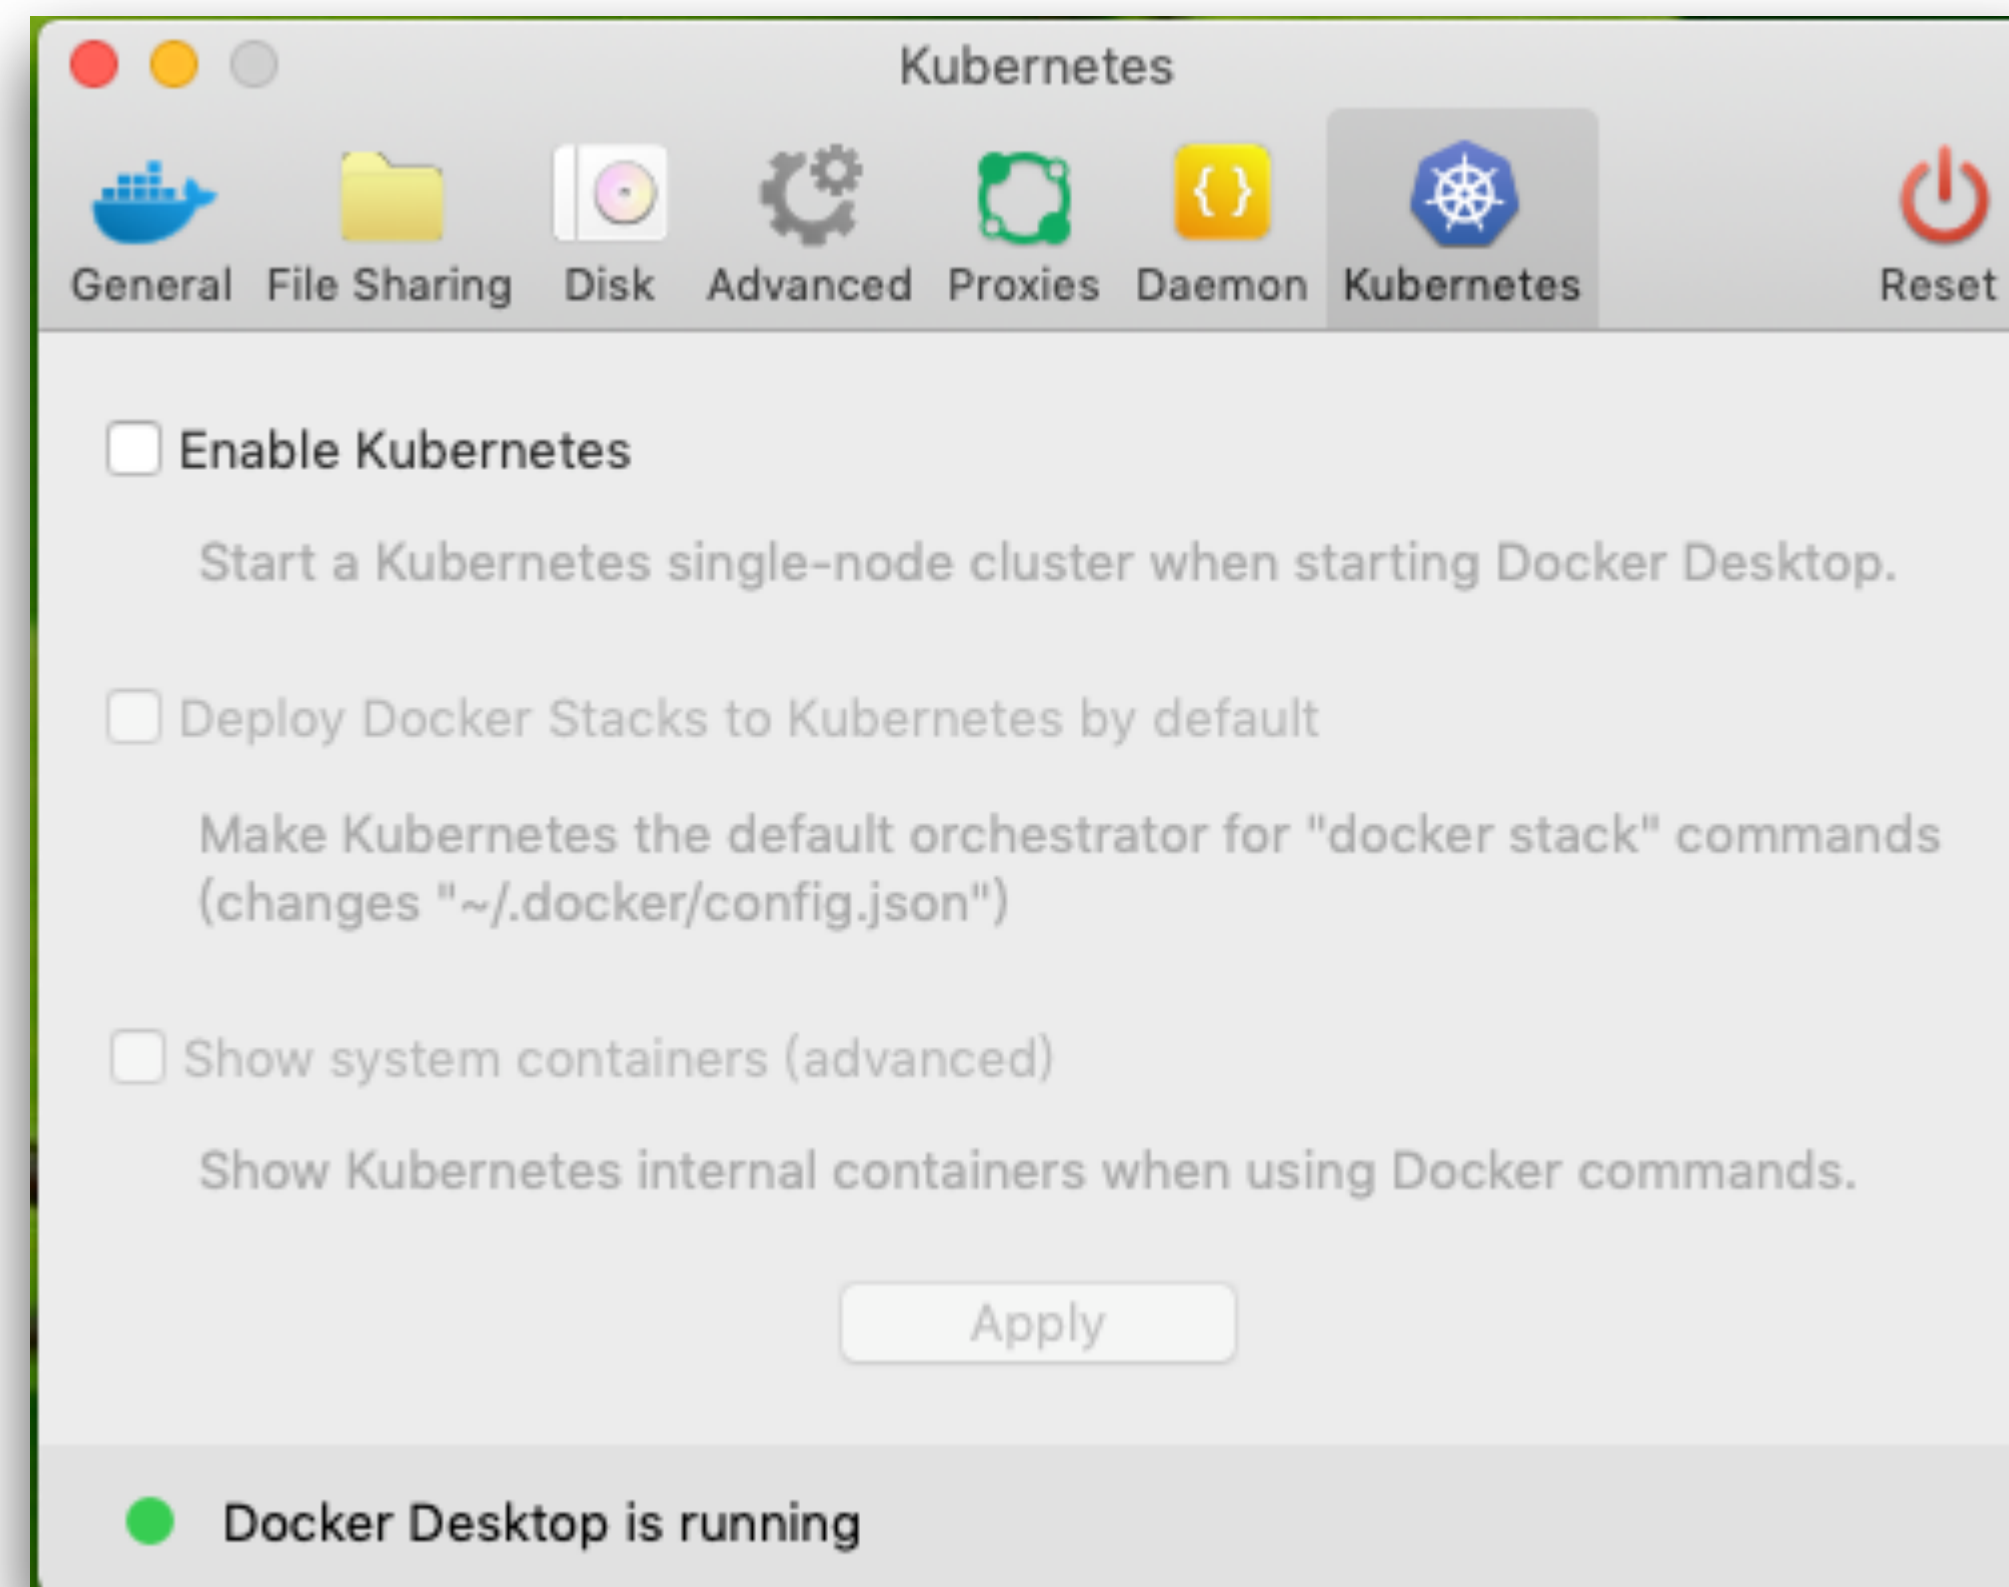 Kubernetes
General
File Sharing
Disk
Advanced
Proxies
Daemon
Kubernetes
Reset
Enable Kubernetes
Start a Kubernetes single-node cluster when starting Docker Desktop.
Deploy Docker Stacks to Kubernetes by default
Make Kubernetes the default orchestrator for "docker stack" commands
(changes "~/.docker/config.json")
Show system containers (advanced)
Show Kubernetes internal containers when using Docker commands.
Apply
Docker Desktop is running